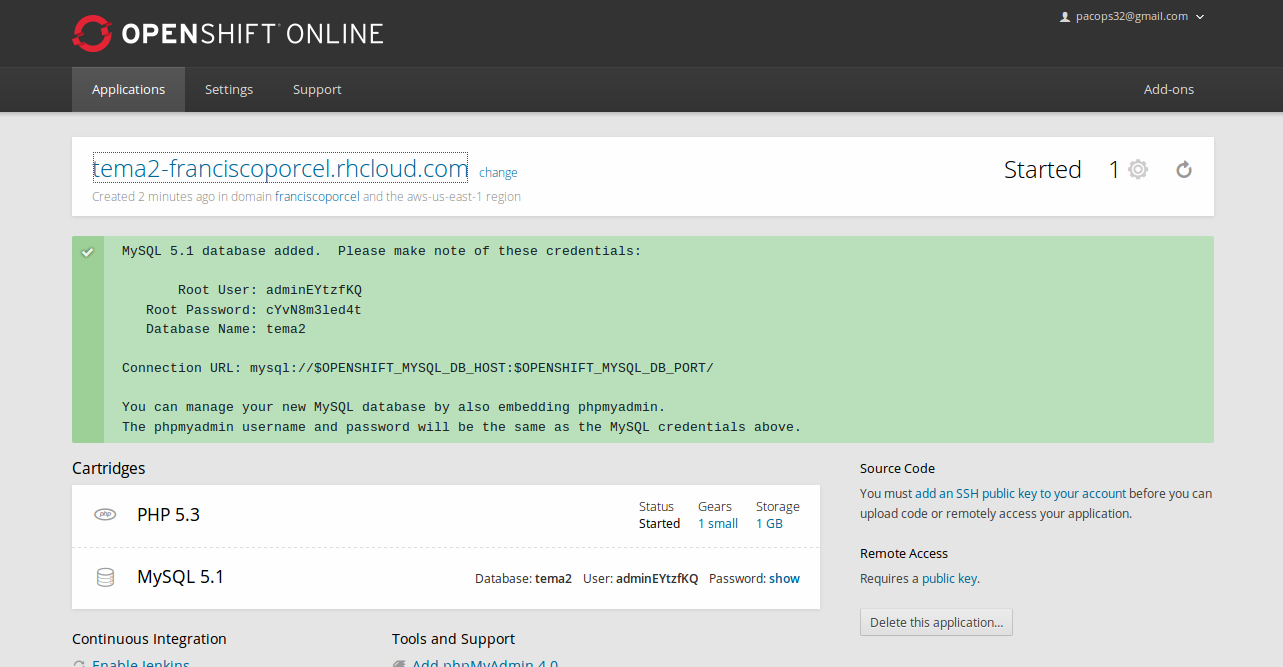 OPENSHIFT ONLINE
pacops32@gmail.com
Applications Settings Support Add-ons
tema2-franciscoporcel.rhcloud.com change
Started 1
Created 2 minutes ago in domain franciscoporcel and the aws-us-east-1 region
MySQL 5.1 database added.  Please make note of these credentials:
Root User: adminEYtzfKQ
Root Password: cYvN8m3led4t
Database Name: tema2
Connection URL: mysql://$OPENSHIFT_MYSQL_DB_HOST:$OPENSHIFT_MYSQL_DB_PORT/
You can manage your new MySQL database by also embedding phpmyadmin.
The phpmyadmin username and password will be the same as the MySQL credentials above.
Cartridges
php PHP 5.3
Status Gears Storage
Started 1 small 1 GB
MySQL 5.1 Database: tema2 User: adminEYtzfKQ Password: show
Source Code
You must add an SSH public key to your account before you can
upload code or remotely access your application.
Remote Access
Requires a public key.
Delete this application...
Continuous Integration Tools and Support
Enable Jenkins Add phpMyAdmin 4.0